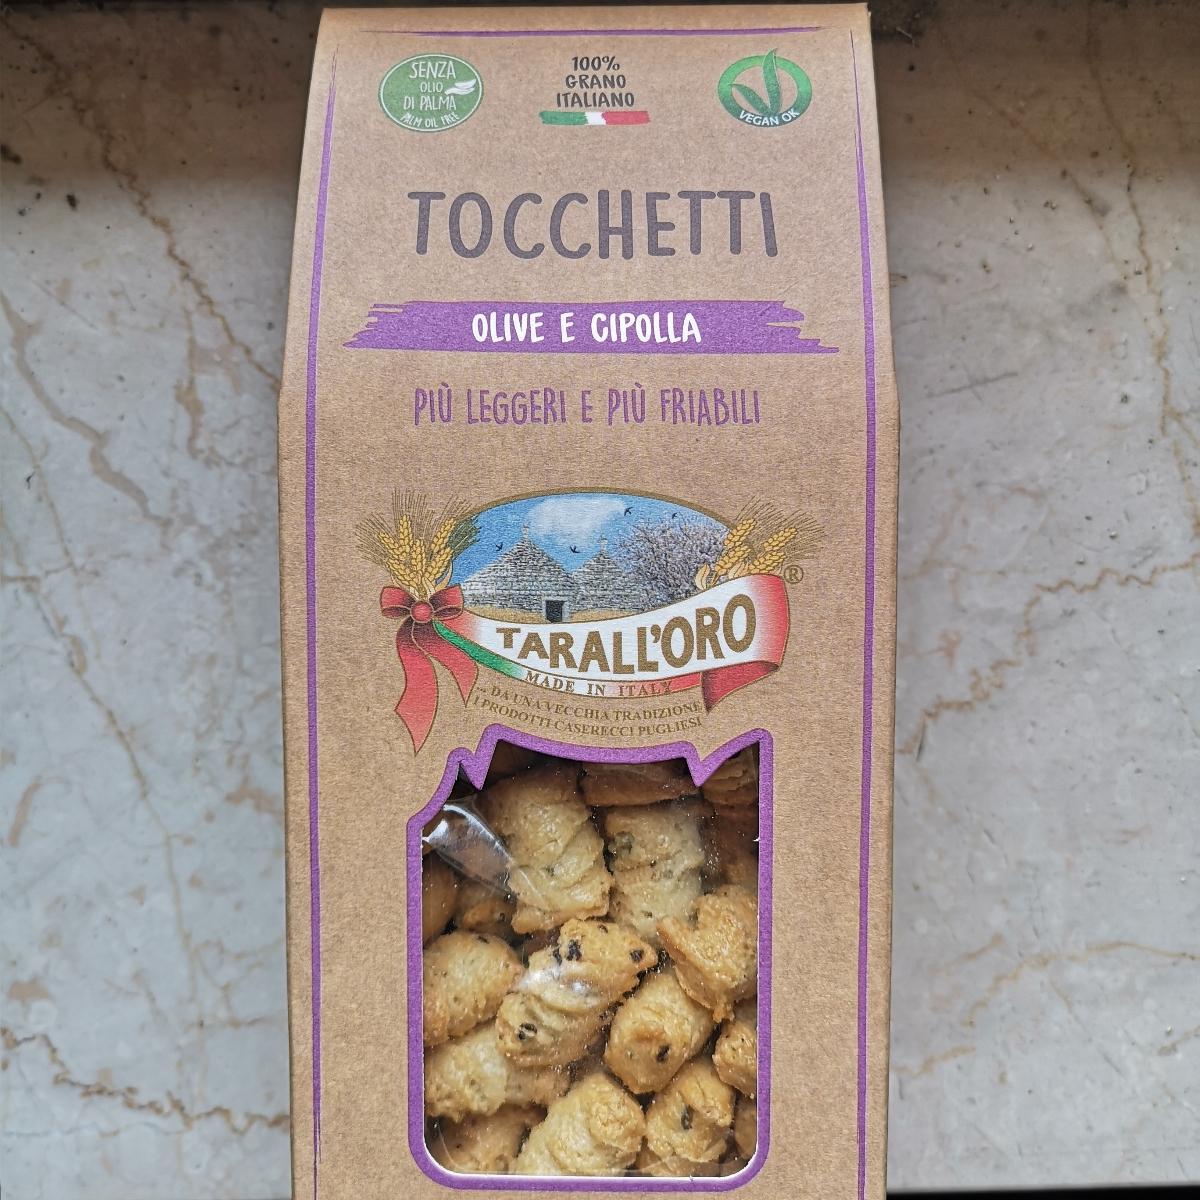 SENZA
OLIO
DI PALMA
PALM OIL FREE
100%
GRANO
ITALIANO
VEGAN OK
TOCCHETTI
OLIVE E CIPOLLA
PIÙ LEGGERI E PIÙ FRIABILI
TARALL'ORO
®
MADE IN ITALY
... DA UNA VECCHIA TRADIZIONE
I PRODOTTI CASERECCI PUGLIESI